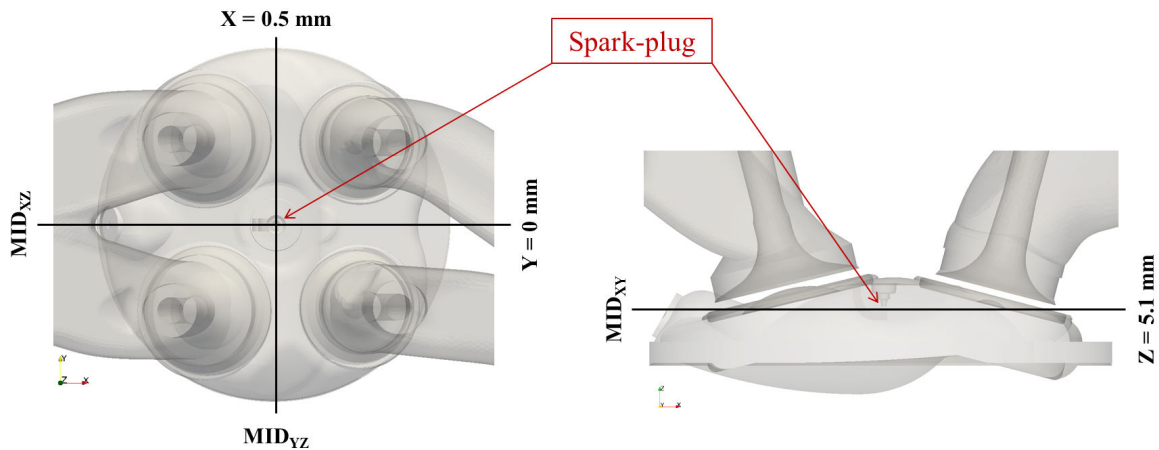 X = 0.5 mm
Spark-plug
MID_XZ
Y = 0 mm
MID_YZ
MID_XY
Z = 5.1 mm
Y
Z
X
Z
Y
X